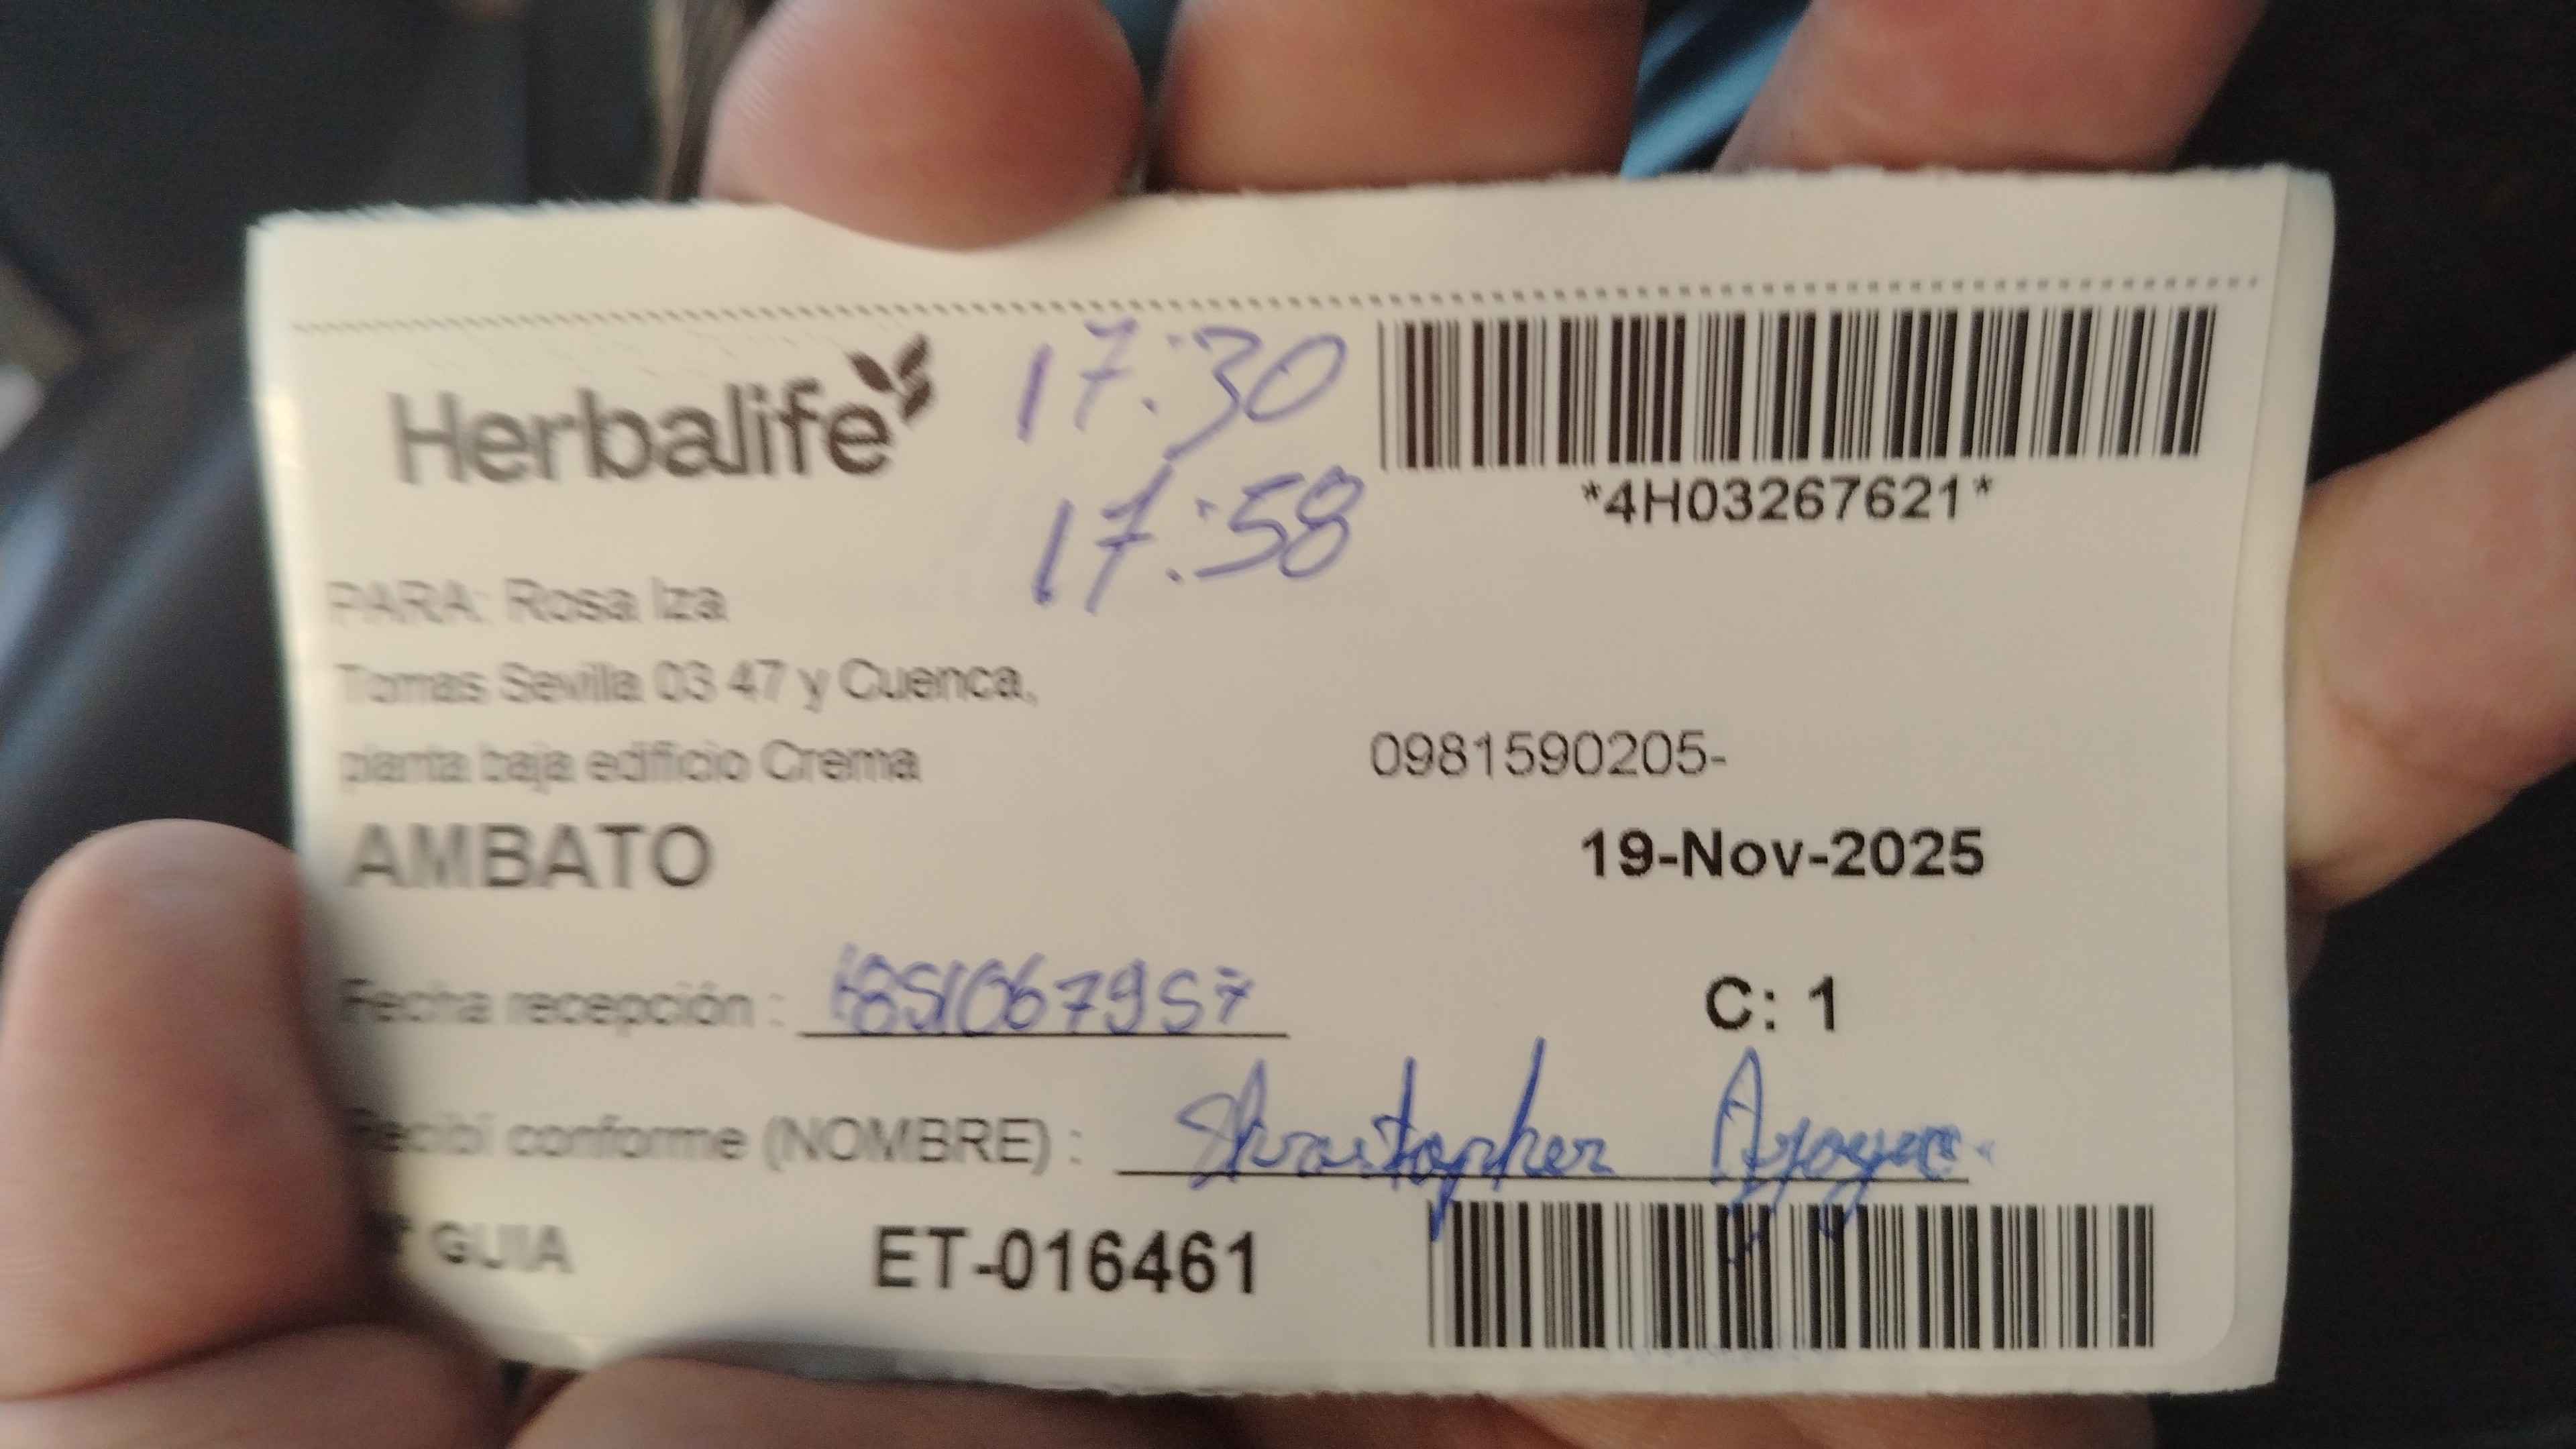 Herbalife
17:30
17:58
*4H03267621*
PARA: Rosa Iza
Tomas Sevilla 03 47 y Cuenca,
planta baja edificio Crema
0981590205-
AMBATO
19-Nov-2025
Fecha recepción :
C: 1
Recibí conforme (NOMBRE) :
GUIA
ET-016461